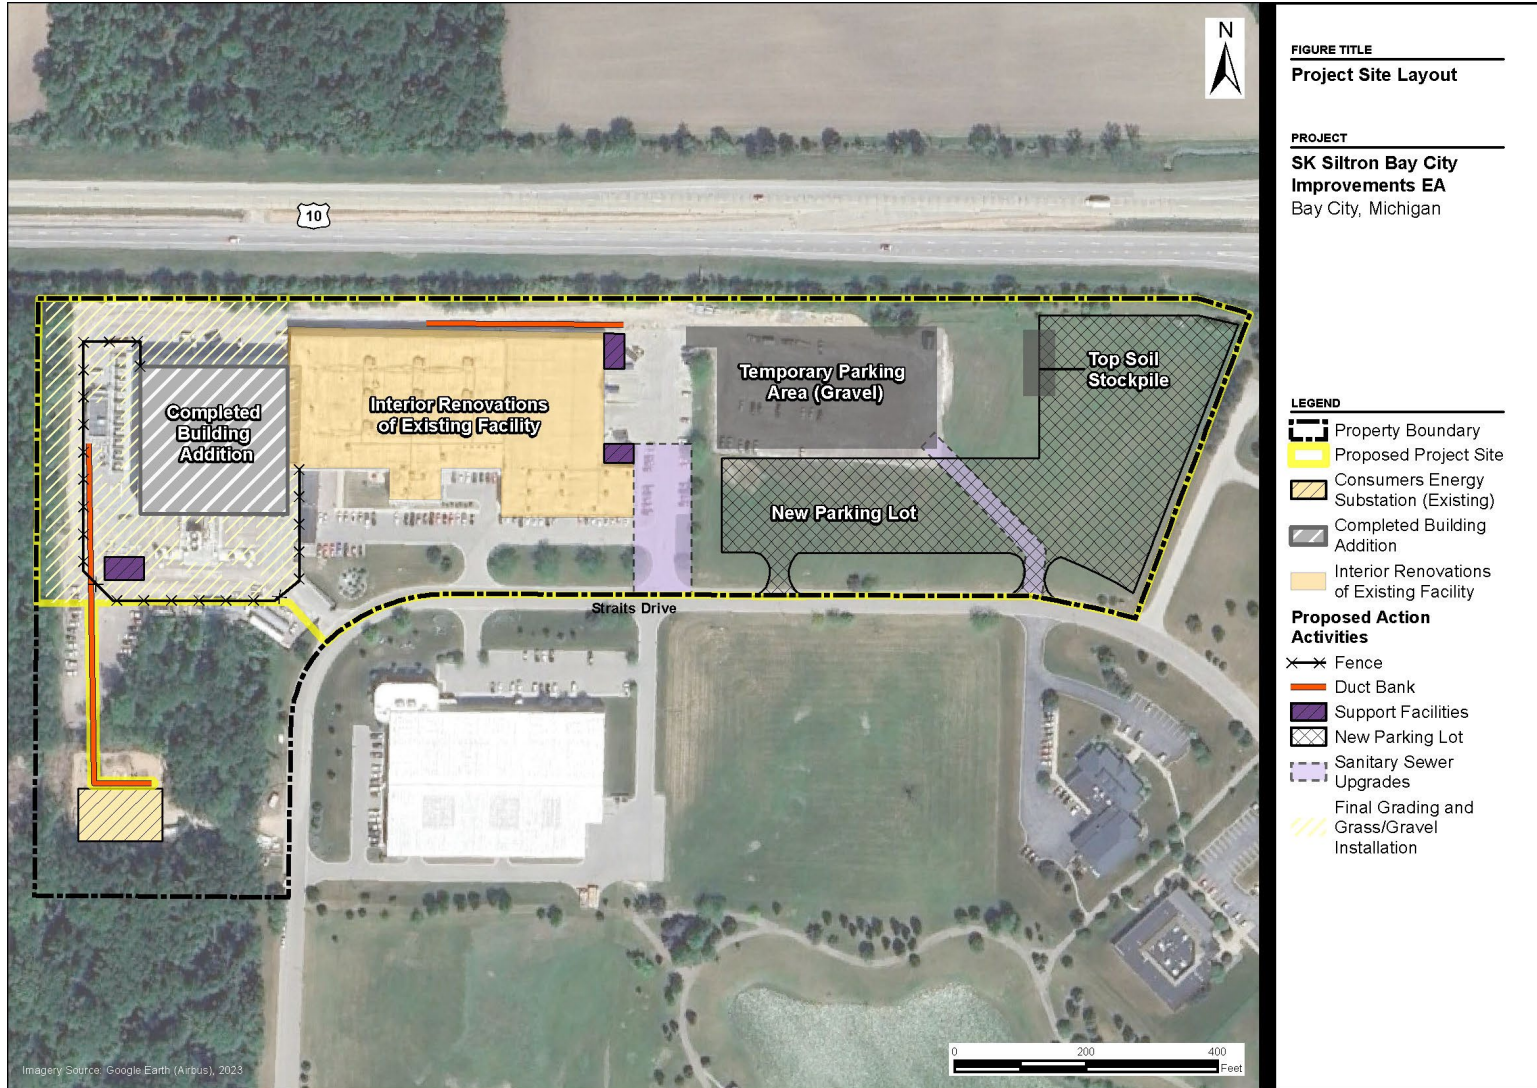 N
10
Completed
Building
Addition
Interior Renovations
of Existing Facility
Temporary Parking
Area (Gravel)
Top Soil
Stockpile
New Parking Lot
Straits Drive
Imagery Source: Google Earth (Airbus), 2023
0 200 400
Feet
FIGURE TITLE
Project Site Layout
PROJECT
SK Siltron Bay City
Improvements EA
Bay City, Michigan
LEGEND
Property Boundary
Proposed Project Site
Consumers Energy
Substation (Existing)
Completed Building
Addition
Interior Renovations
of Existing Facility
Proposed Action
Activities
Fence
Duct Bank
Support Facilities
New Parking Lot
Sanitary Sewer
Upgrades
Final Grading and
Grass/Gravel
Installation